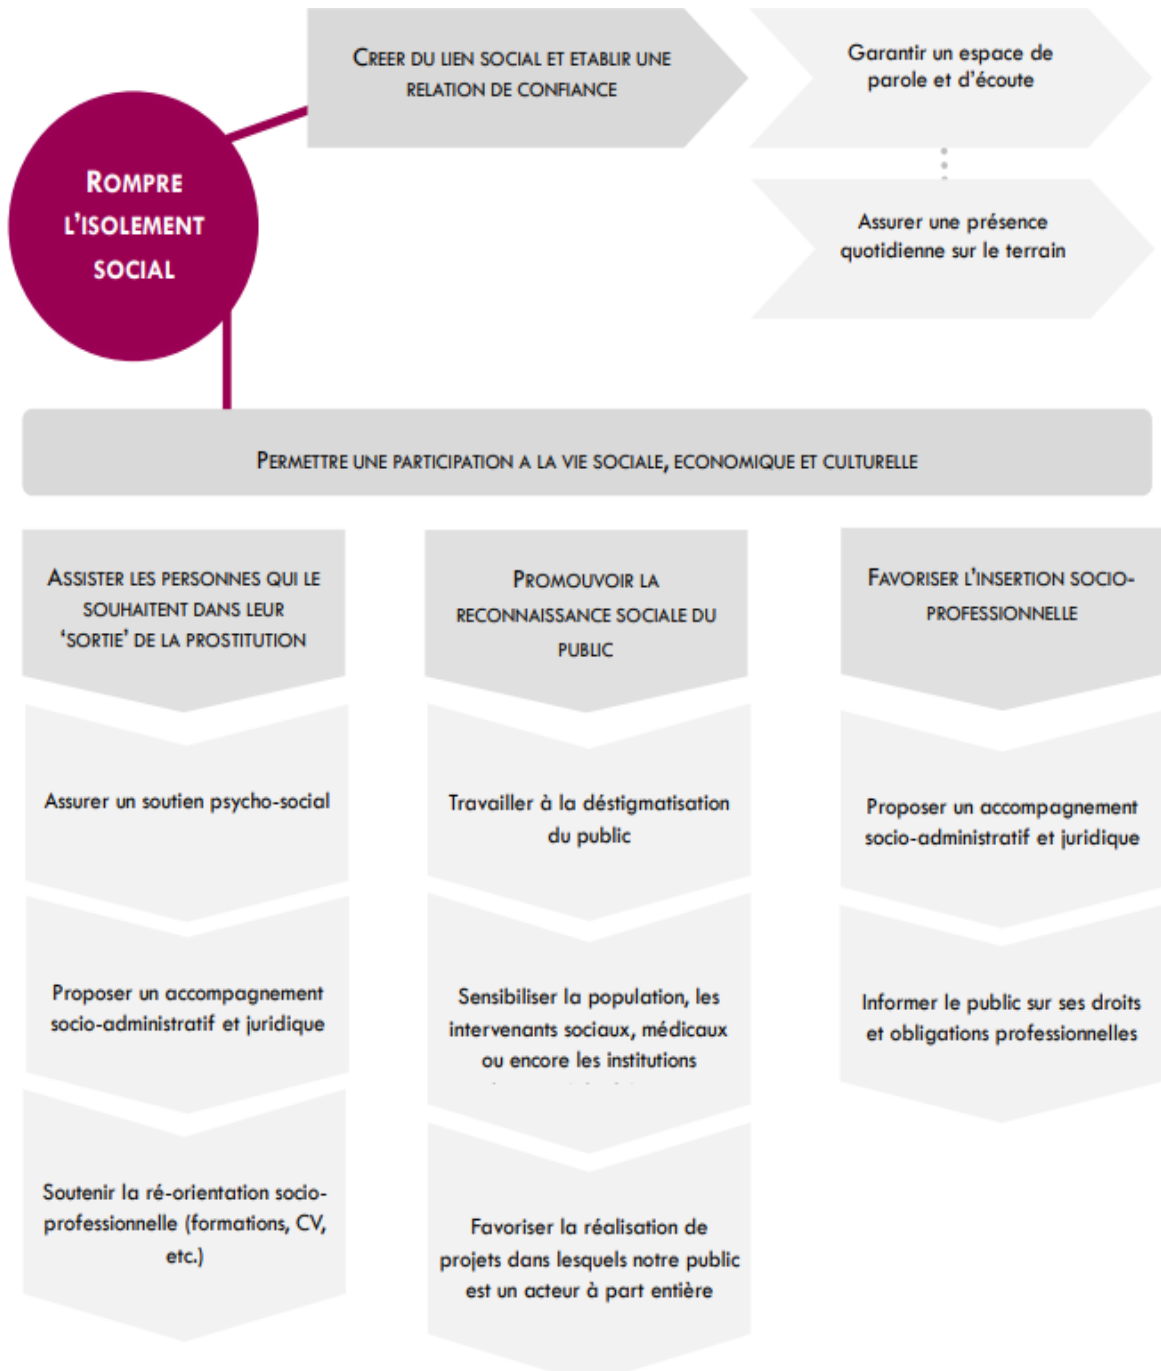 CREER DU LIEN SOCIAL ET ETABLIR UNE
RELATION DE CONFIANCE
Garantir un espace de
parole et d'écoute
ROMPRE
L'ISOLEMENT
SOCIAL
Assurer une présence
quotidienne sur le terrain
PERMETTRE UNE PARTICIPATION A LA VIE SOCIALE, ECONOMIQUE ET CULTURELLE
ASSISTER LES PERSONNES QUI LE
SOUHAITENT DANS LEUR
'SORTIE' DE LA PROSTITUTION
Assurer un soutien psycho-social
Proposer un accompagnement
socio-administratif et juridique
Soutenir la ré-orientation socio-
professionnelle (formations, CV,
etc.)
PROMOUVOIR LA
RECONNAISSANCE SOCIALE DU
PUBLIC
Travailler à la déstigmatisation
du public
Sensibiliser la population, les
intervenants sociaux, médicaux
ou encore les institutions
Favoriser la réalisation de
projets dans lesquels notre public
est un acteur à part entière
FAVORISER L'INSERTION SOCIO-
PROFESSIONNELLE
Proposer un accompagnement
socio-administratif et juridique
Informer le public sur ses droits
et obligations professionnelles